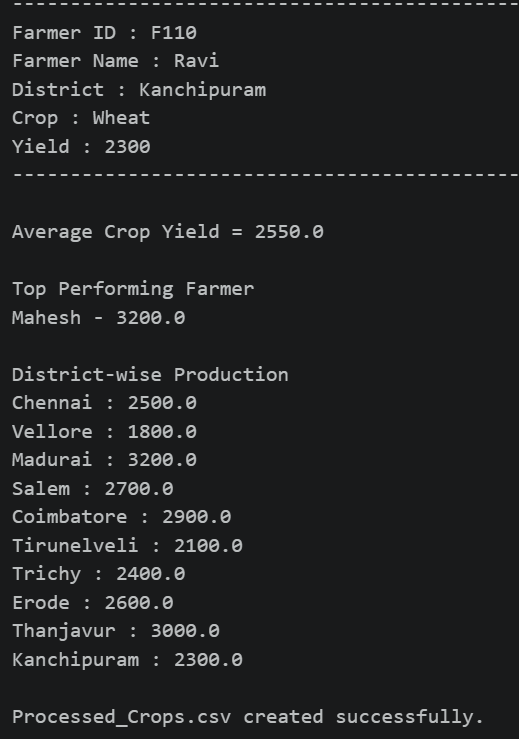 --------------------------------------------
Farmer ID : F110
Farmer Name : Ravi
District : Kanchipuram
Crop : Wheat
Yield : 2300
--------------------------------------------
Average Crop Yield = 2550.0
Top Performing Farmer
Mahesh - 3200.0
District-wise Production
Chennai : 2500.0
Vellore : 1800.0
Madurai : 3200.0
Salem : 2700.0
Coimbatore : 2900.0
Tirunelveli : 2100.0
Trichy : 2400.0
Erode : 2600.0
Thanjavur : 3000.0
Kanchipuram : 2300.0
Processed_Crops.csv created successfully.